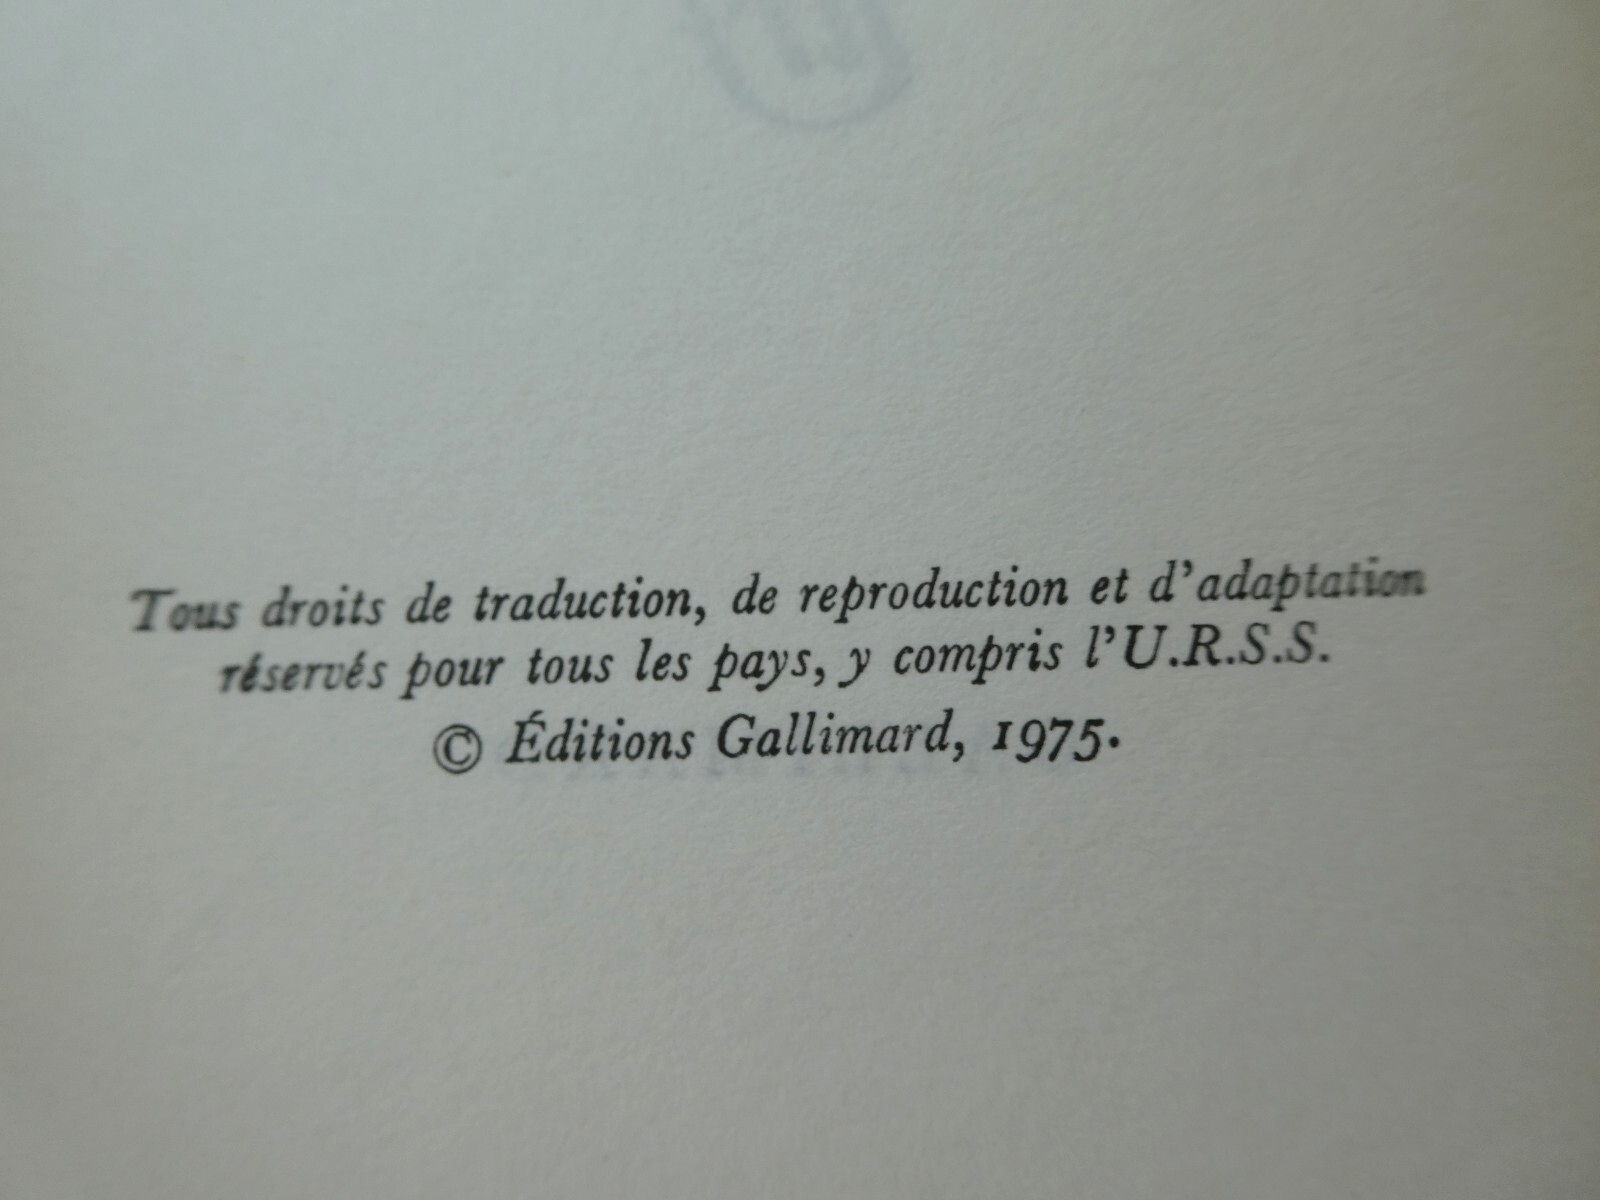 Tous droits de traduction, de reproduction et d'adaptation
réservés pour tous les pays, y compris l'U.R.S.S.
© Éditions Gallimard, 1975.